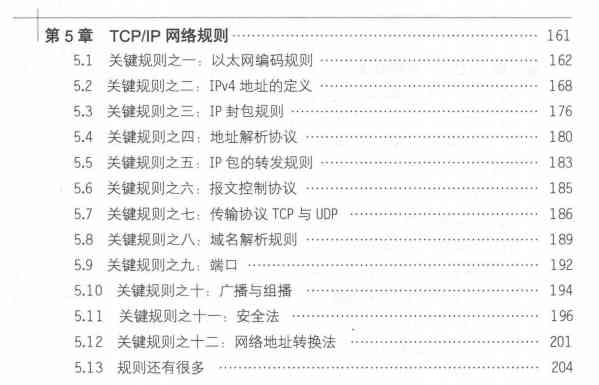 第 5 章 TCP/IP 网络规则 …… 161
5.1 关键规则之一：以太网编码规则 …… 162
5.2 关键规则之二：IPv4 地址的定义 …… 168
5.3 关键规则之三：IP 封包规则 …… 176
5.4 关键规则之四：地址解析协议 …… 180
5.5 关键规则之五：IP 包的转发规则 …… 183
5.6 关键规则之六：报文控制协议 …… 185
5.7 关键规则之七：传输协议 TCP 与 UDP …… 186
5.8 关键规则之八：域名解析规则 …… 189
5.9 关键规则之九：端口 …… 192
5.10 关键规则之十：广播与组播 …… 194
5.11 关键规则之十一：安全法 …… 196
5.12 关键规则之十二：网络地址转换法 …… 201
5.13 规则还有很多 …… 204